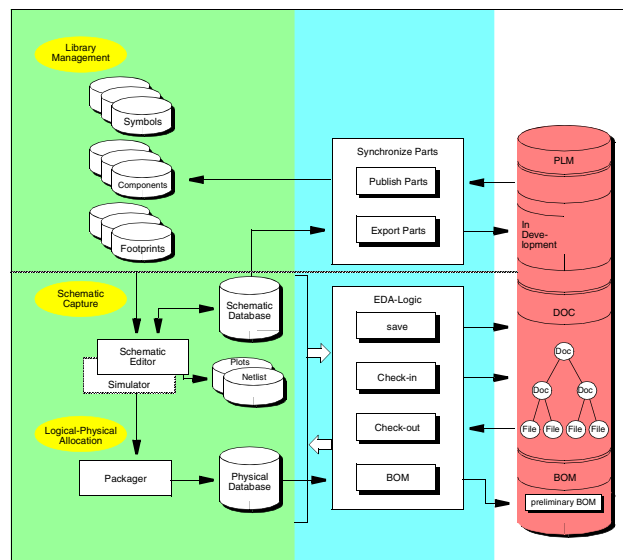 Library
Management
Symbols
Components
Footprints
Synchronize Parts
Publish Parts
Export Parts
PLM
In
Deve-
lopment
Schematic
Capture
Schematic
Database
Schematic
Editor
Simulator
Plots
Netlist
Logical-Physical
Allocation
Packager
Physical
Database
EDA-Logic
save
Check-in
Check-out
BOM
DOC
Doc
Doc
Doc
File
File
File
File
BOM
preliminary BOM